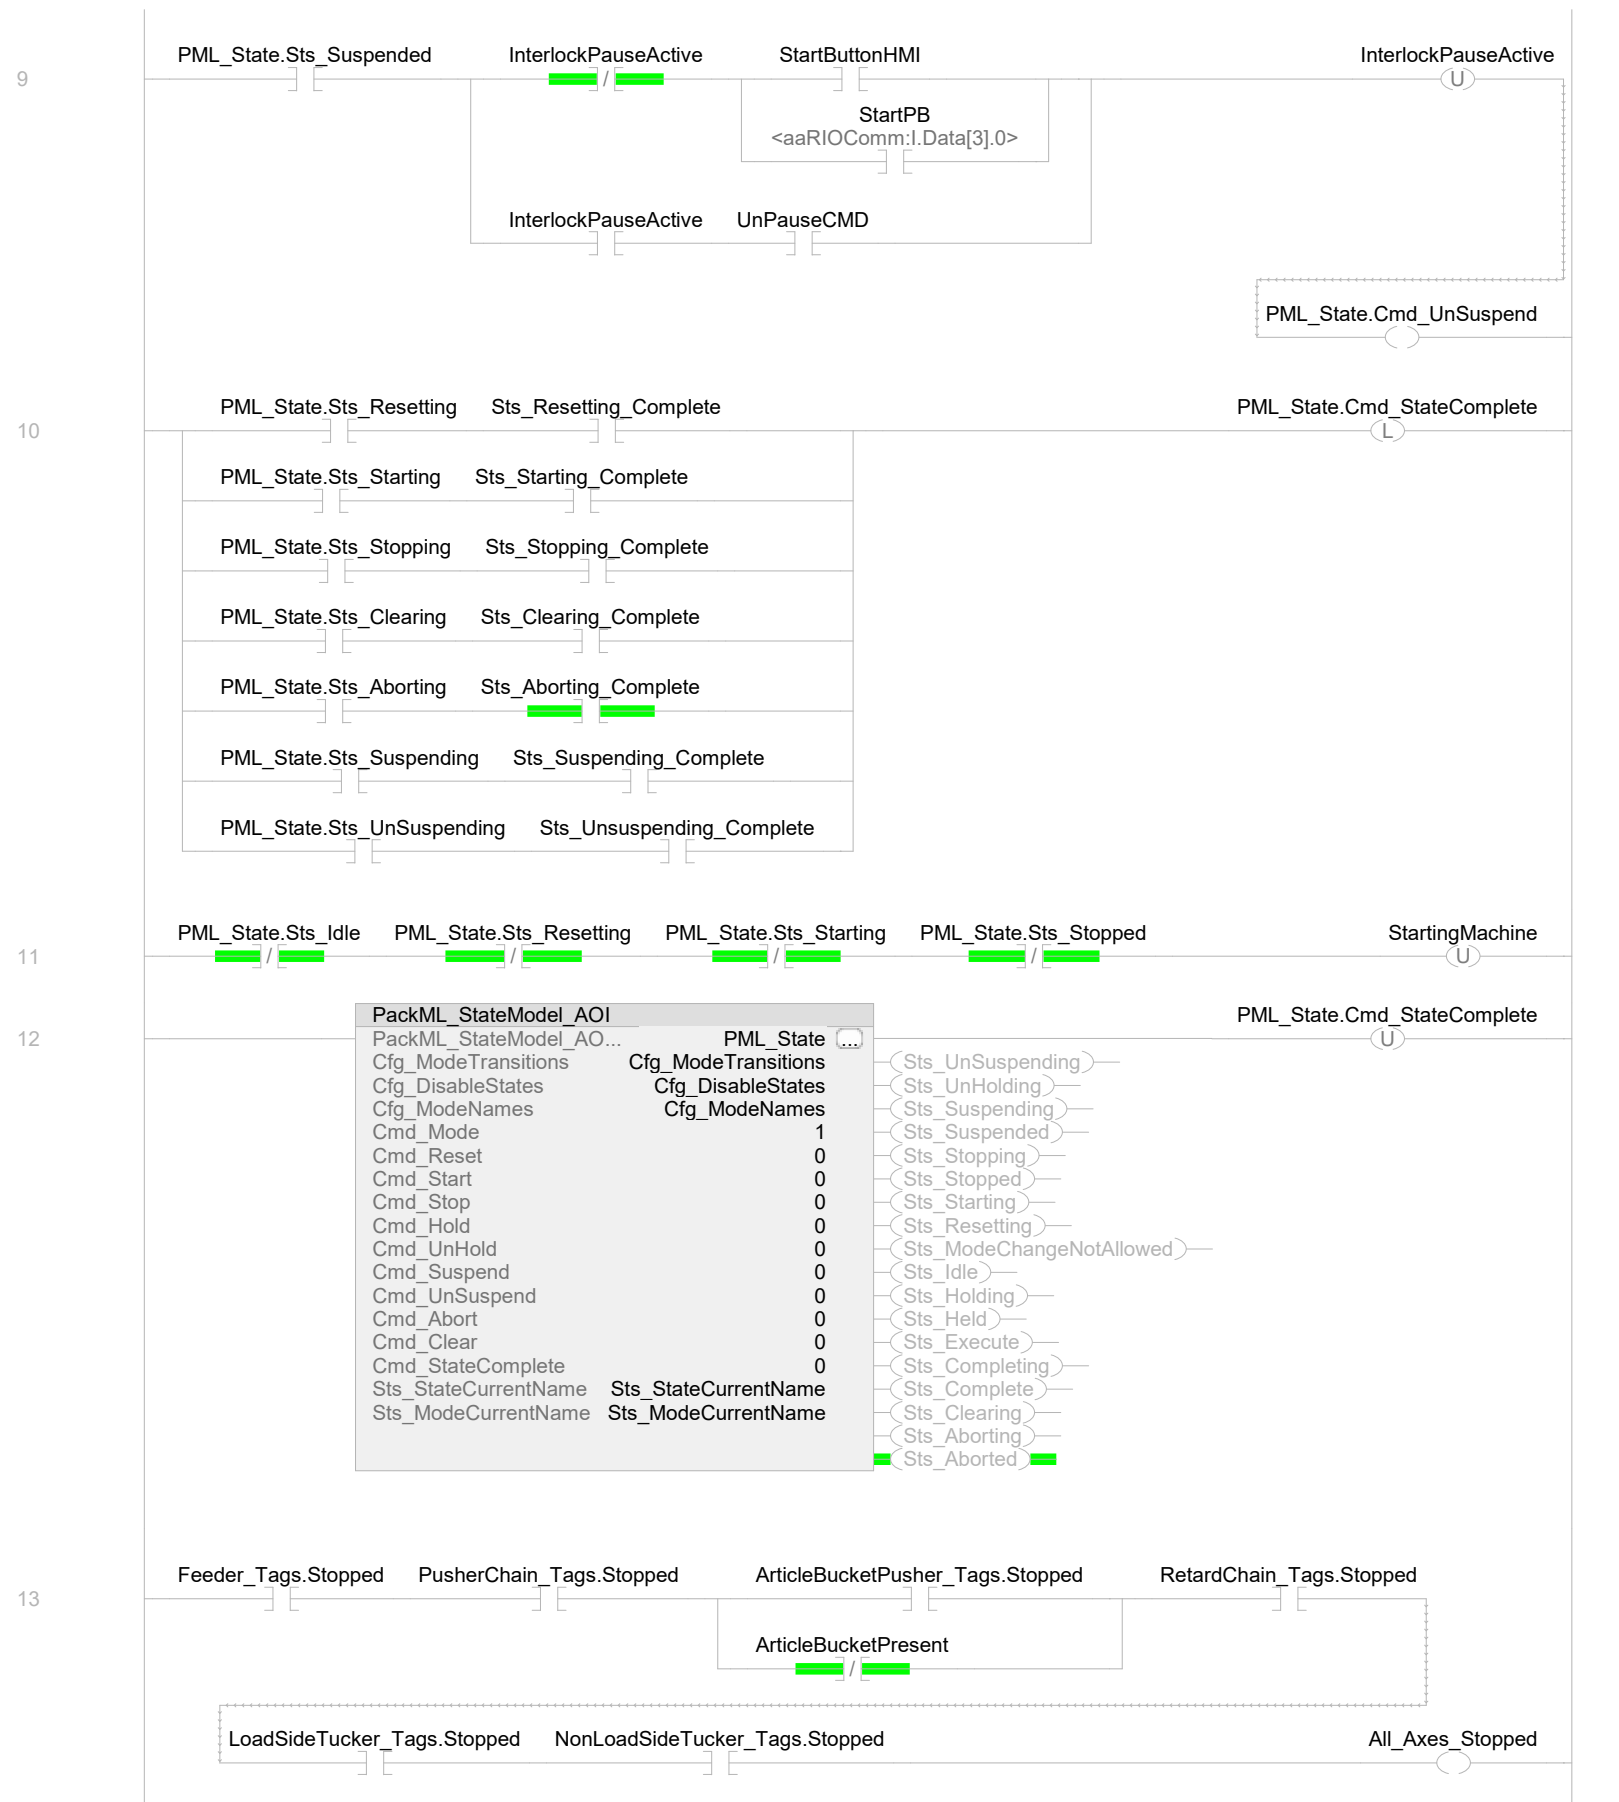 PML_State.Sts_Suspended InterlockPauseActive StartButtonHMI InterlockPauseActive
9 / U
StartPB
<aaRIOComm:I.Data[3].0>
InterlockPauseActive UnPauseCMD
PML_State.Cmd_UnSuspend
PML_State.Sts_Resetting Sts_Resetting_Complete PML_State.Cmd_StateComplete
10 L
PML_State.Sts_Starting Sts_Starting_Complete
PML_State.Sts_Stopping Sts_Stopping_Complete
PML_State.Sts_Clearing Sts_Clearing_Complete
PML_State.Sts_Aborting Sts_Aborting_Complete
PML_State.Sts_Suspending Sts_Suspending_Complete
PML_State.Sts_UnSuspending Sts_Unsuspending_Complete
PML_State.Sts_Idle PML_State.Sts_Resetting PML_State.Sts_Starting PML_State.Sts_Stopped StartingMachine
11 / / / / U
PackML_StateModel_AOI PML_State.Cmd_StateComplete
12 PackML_StateModel_AO... PML_State ... U
Cfg_ModeTransitions Cfg_ModeTransitions Sts_UnSuspending
Cfg_DisableStates Cfg_DisableStates Sts_UnHolding
Cfg_ModeNames Cfg_ModeNames Sts_Suspending
Cmd_Mode 1 Sts_Suspended
Cmd_Reset 0 Sts_Stopping
Cmd_Start 0 Sts_Stopped
Cmd_Stop 0 Sts_Starting
Cmd_Hold 0 Sts_Resetting
Cmd_UnHold 0 Sts_ModeChangeNotAllowed
Cmd_Suspend 0 Sts_Idle
Cmd_UnSuspend 0 Sts_Holding
Cmd_Abort 0 Sts_Held
Cmd_Clear 0 Sts_Execute
Cmd_StateComplete 0 Sts_Completing
Sts_StateCurrentName Sts_StateCurrentName Sts_Complete
Sts_ModeCurrentName Sts_ModeCurrentName Sts_Clearing
Sts_Aborting
Sts_Aborted
Feeder_Tags.Stopped PusherChain_Tags.Stopped ArticleBucketPusher_Tags.Stopped RetardChain_Tags.Stopped
13
ArticleBucketPresent
/
LoadSideTucker_Tags.Stopped NonLoadSideTucker_Tags.Stopped All_Axes_Stopped